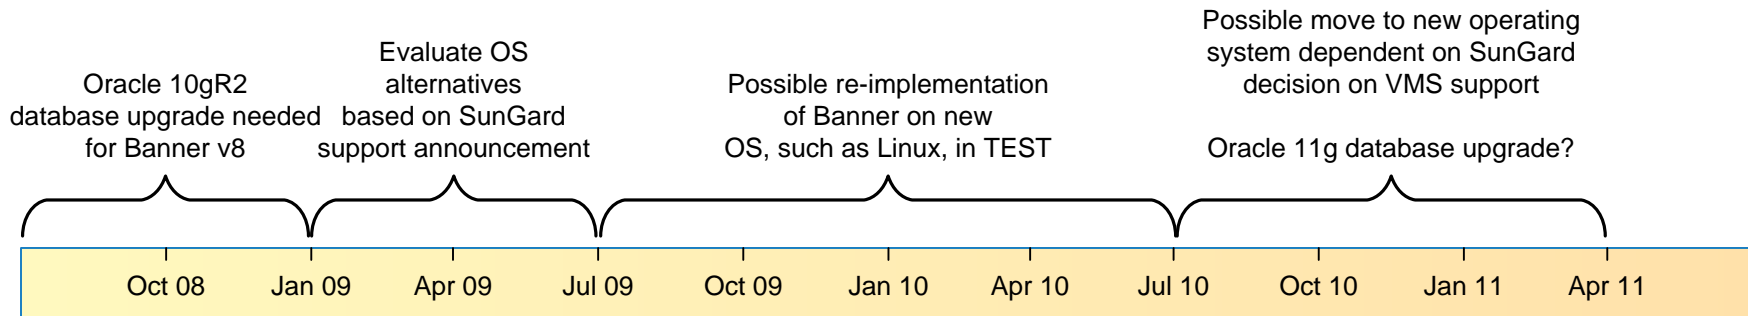 Oracle 10gR2
database upgrade needed
for Banner v8
Evaluate OS
alternatives
based on SunGard
support announcement
Possible re-implementation
of Banner on new
OS, such as Linux, in TEST
Possible move to new operating
system dependent on SunGard
decision on VMS support
Oracle 11g database upgrade?
Oct 08 Jan 09 Apr 09 Jul 09 Oct 09 Jan 10 Apr 10 Jul 10 Oct 10 Jan 11 Apr 11